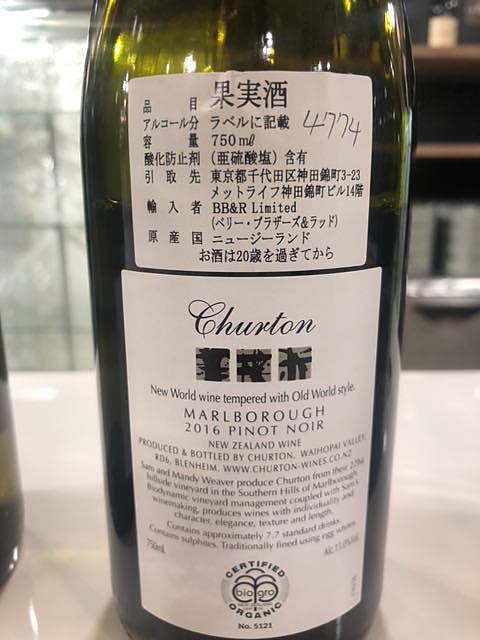 品 目 果実酒
アルコール分 ラベルに記載 4774
容 量 750㎖
酸化防止剤 (亜硫酸塩) 含有
引 取 先 東京都千代田区神田錦町3-23
メットライフ神田錦町ビル14階
輸 入 者 BB&R Limited
(ベリー・ブラザーズ&ラッド)
原 産 国 ニュージーランド
お酒は20歳を過ぎてから
Churton
New World wine tempered with Old World style.
MARLBOROUGH
2016 PINOT NOIR
NEW ZEALAND WINE
PRODUCED & BOTTLED BY CHURTON, WAIHOPAI VALLEY,
RD6, BLENHEIM, WWW.CHURTON-WINES.CO.NZ
Sam and Mandy Weaver produce Churton from their 22ha
hillside vineyard in the Southern Hills of Marlborough.
Biodynamic vineyard management coupled with Sam's
winemaking, produces wines with individuality and
character, elegance, texture and length.
Contains approximately 7.7 standard drinks
Contains sulphites. Traditionally fined using egg whites.
750mL
CERTIFIED
bio gro
NEW ZEALAND
ORGANIC
No. 5121